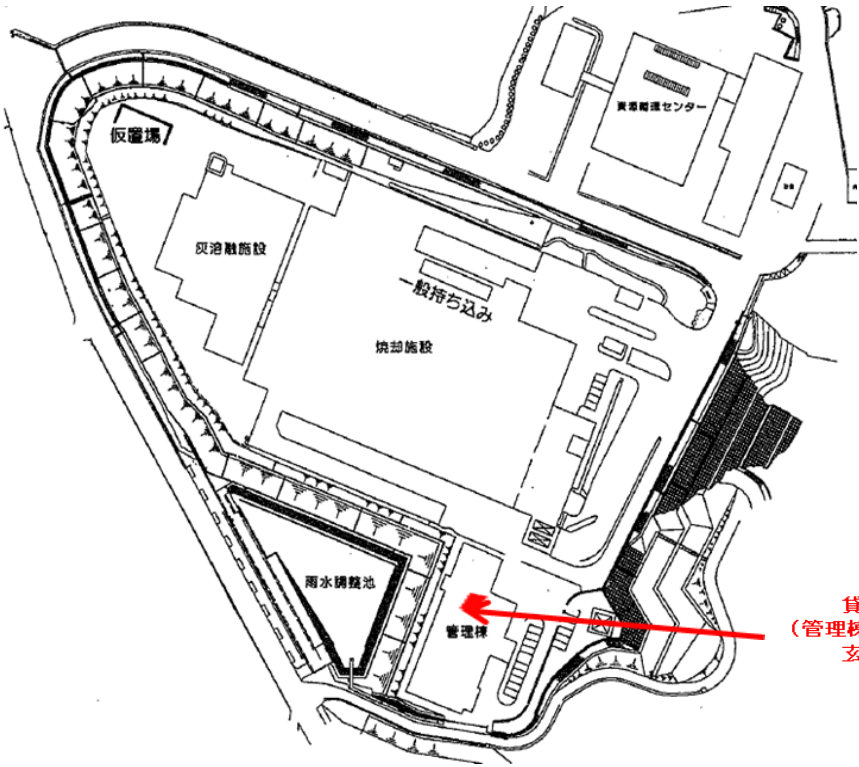 資源循環センター
仮置場
灰溶融施設
一般持ち込み
焼却施設
雨水調整池
管理棟
貸
（管理棟
玄